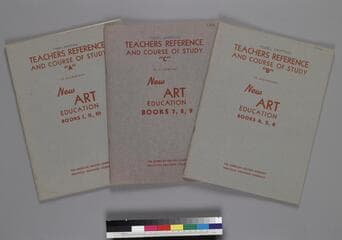 TEACHERS REFERENCE
AND COURSE OF STUDY
"A"
New
ART
EDUCATION
BOOKS I, II, III
TEACHERS REFERENCE
AND COURSE OF STUDY
"C"
New
ART
EDUCATION
BOOKS 7, 8, 9
TEACHERS REFERENCE
AND COURSE OF STUDY
"B"
New
ART
EDUCATION
BOOKS 4, 5, 6